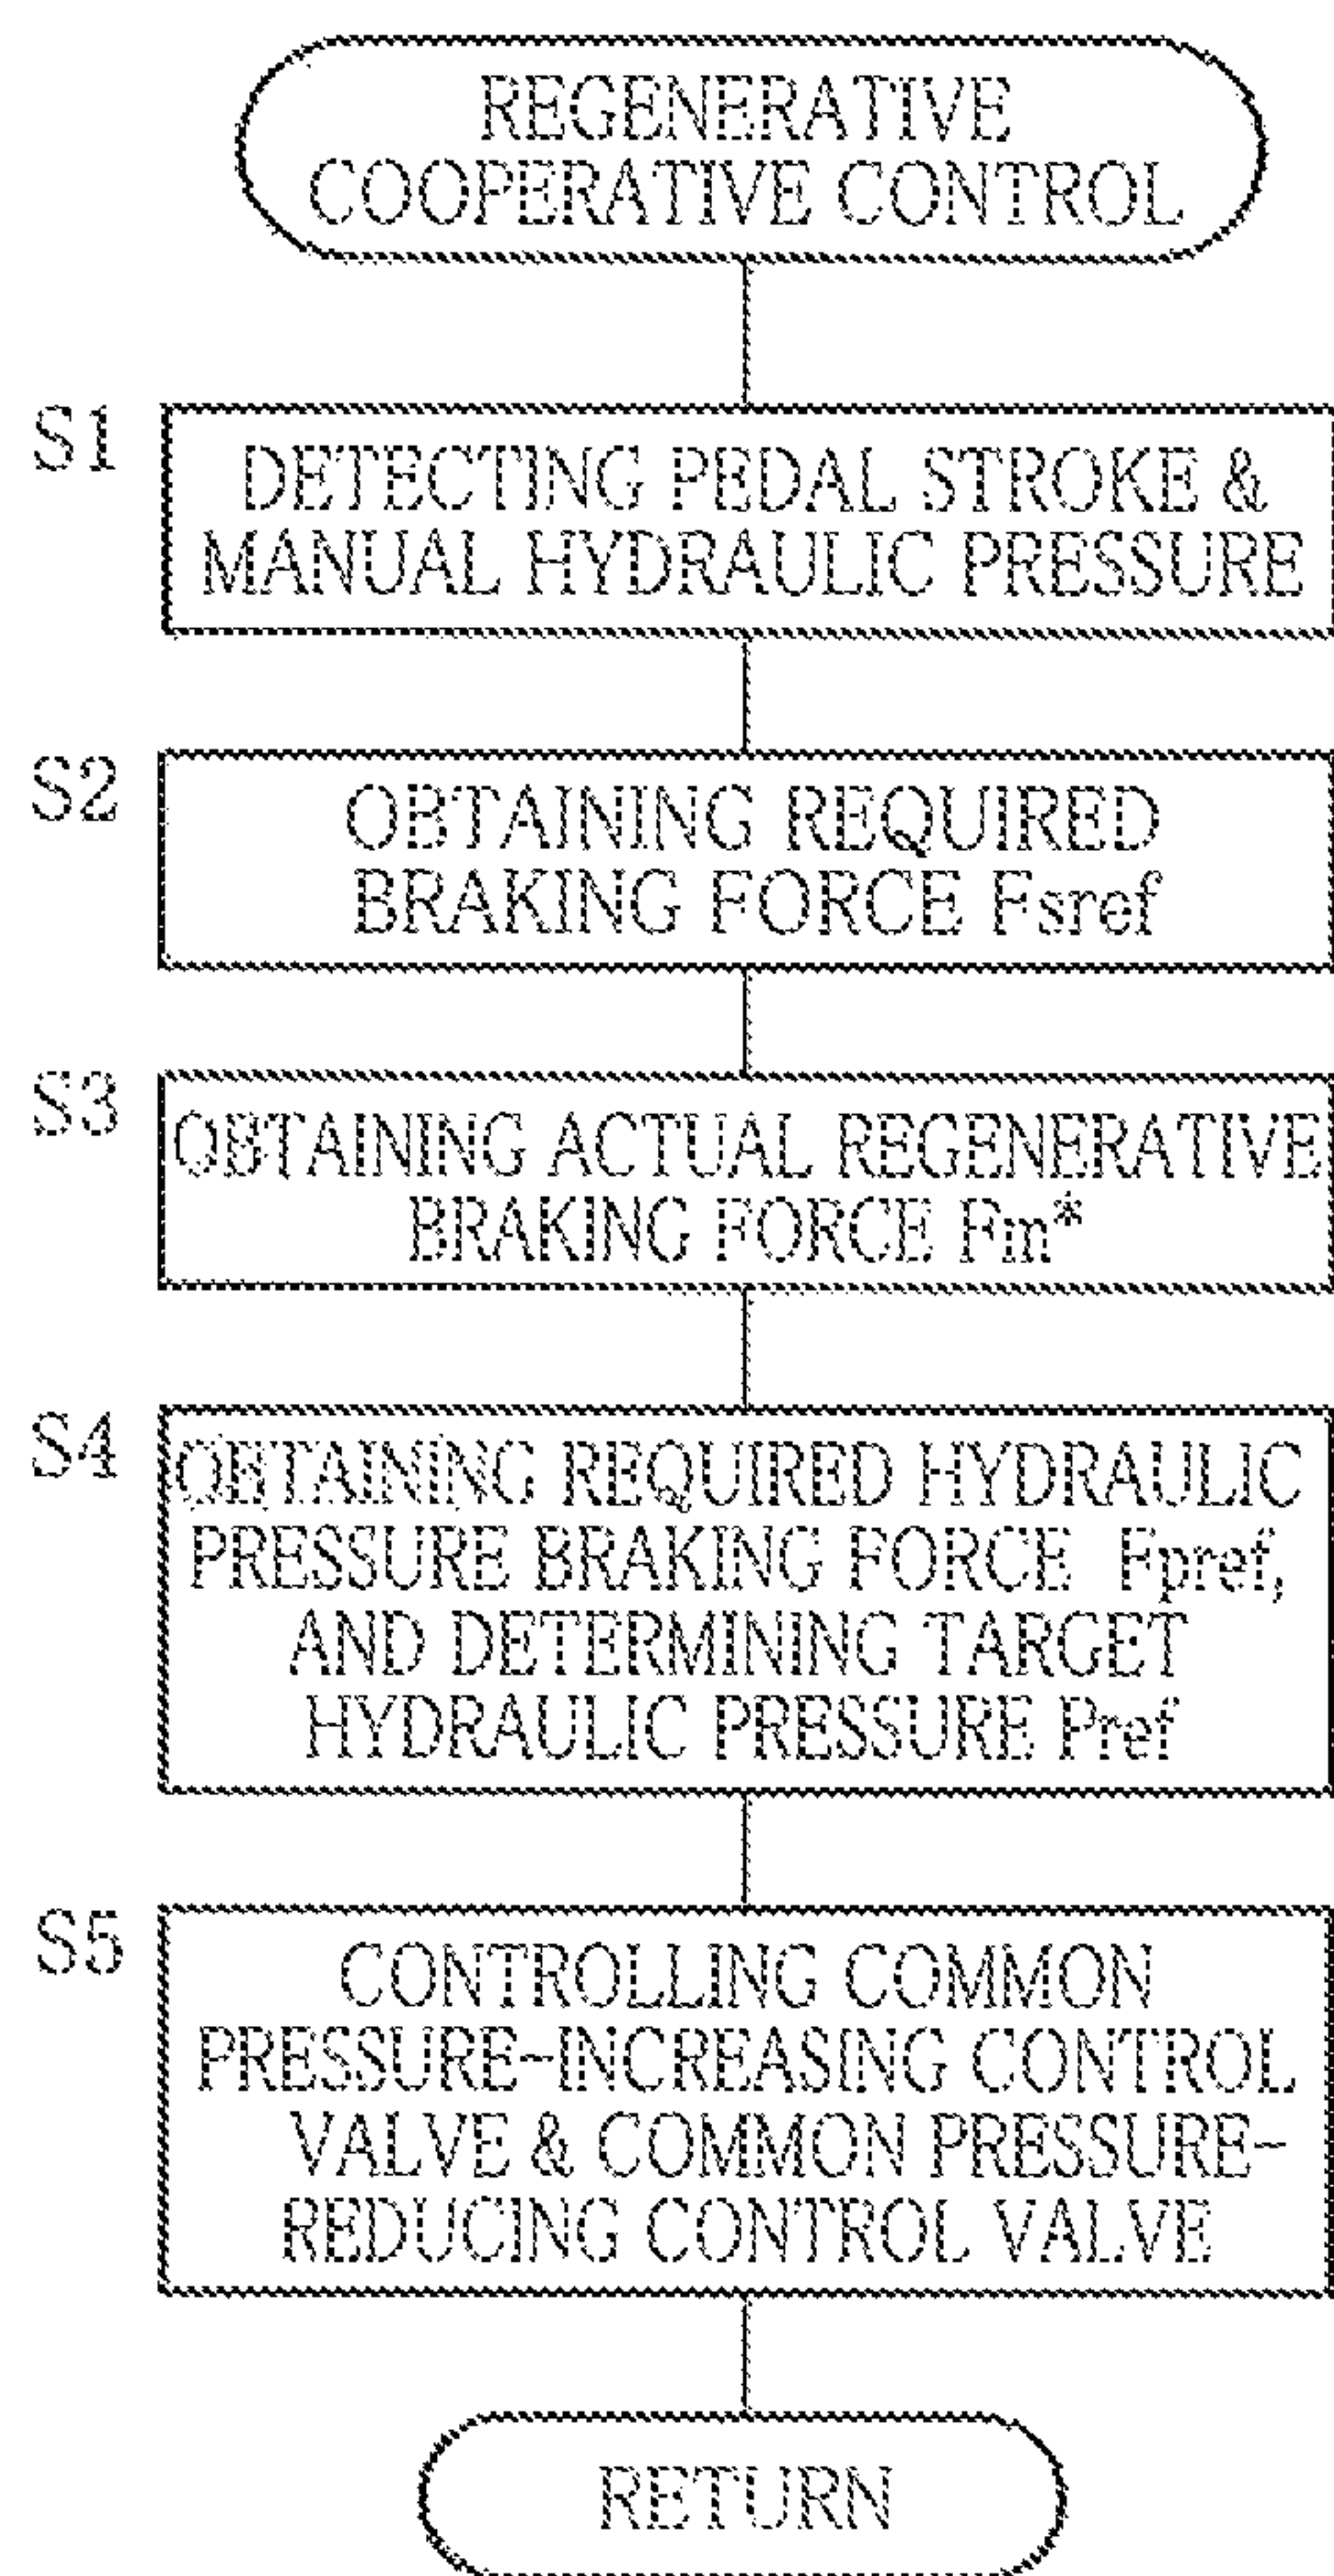 REGENERATIVE
COOPERATIVE CONTROL
S1
DETECTING PEDAL STROKE &
MANUAL HYDRAULIC PRESSURE
S2
OBTAINING REQUIRED
BRAKING FORCE Fsref
S3
OBTAINING ACTUAL REGENERATIVE
BRAKING FORCE Fm*
S4
OBTAINING REQUIRED HYDRAULIC
PRESSURE BRAKING FORCE Fpref,
AND DETERMINING TARGET
HYDRAULIC PRESSURE Pref
S5
CONTROLLING COMMON
PRESSURE-INCREASING CONTROL
VALVE & COMMON PRESSURE-
REDUCING CONTROL VALVE
RETURN